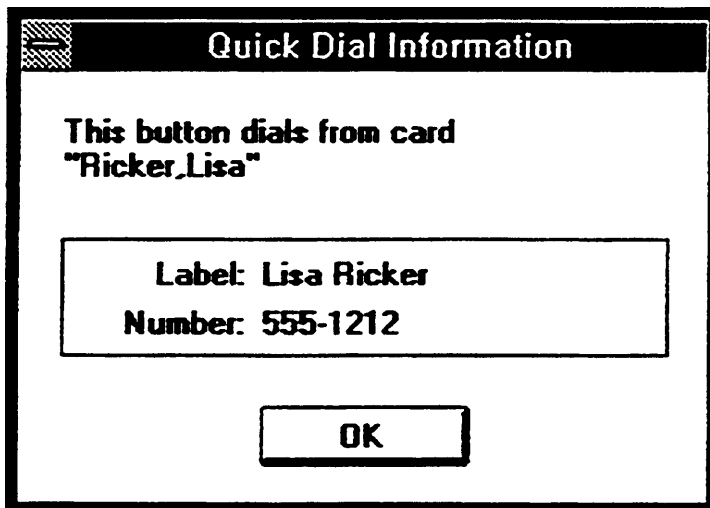 Quick Dial Information
This button dials from card
"Ricker,Lisa"
Label: Lisa Ricker
Number: 555-1212
OK